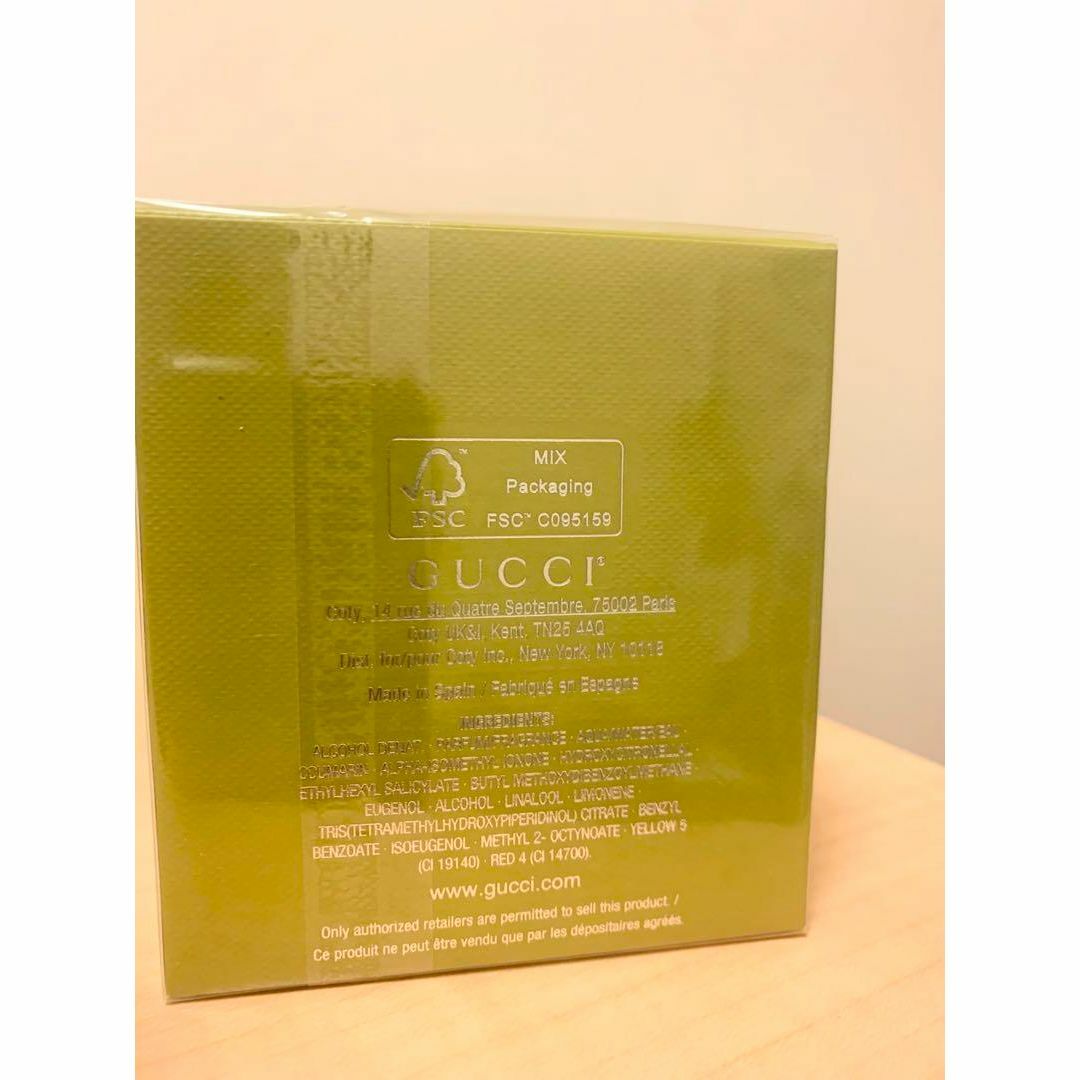 MIX
Packaging
FSC™ C095159
FSC
GUCCI®
Coty, 14 rue du Quatre Septembre, 75002 Paris
Coty UK&I, Kent, TN25 4AQ
Dist. for/pour Coty Inc., New York, NY 10118
Made in Spain / Fabriqué en Espagne
INGREDIENTS:
ALCOHOL DENAT. · PARFUM/FRAGRANCE · AQUA/WATER/EAU ·
COUMARIN · ALPHA-ISOMETHYL IONONE · HYDROXYCITRONELLAL
ETHYLHEXYL SALICYLATE · BUTYL METHOXYDIBENZOYLMETHANE
EUGENOL · ALCOHOL · LINALOOL · LIMONENE
TRIS(TETRAMETHYLHYDROXYPIPERIDINOL) CITRATE · BENZYL
BENZOATE · ISOEUGENOL · METHYL 2- OCTYNOATE · YELLOW 5
(CI 19140) · RED 4 (CI 14700).
www.gucci.com
Only authorized retailers are permitted to sell this product. /
Ce produit ne peut être vendu que par les dépositaires agréés.